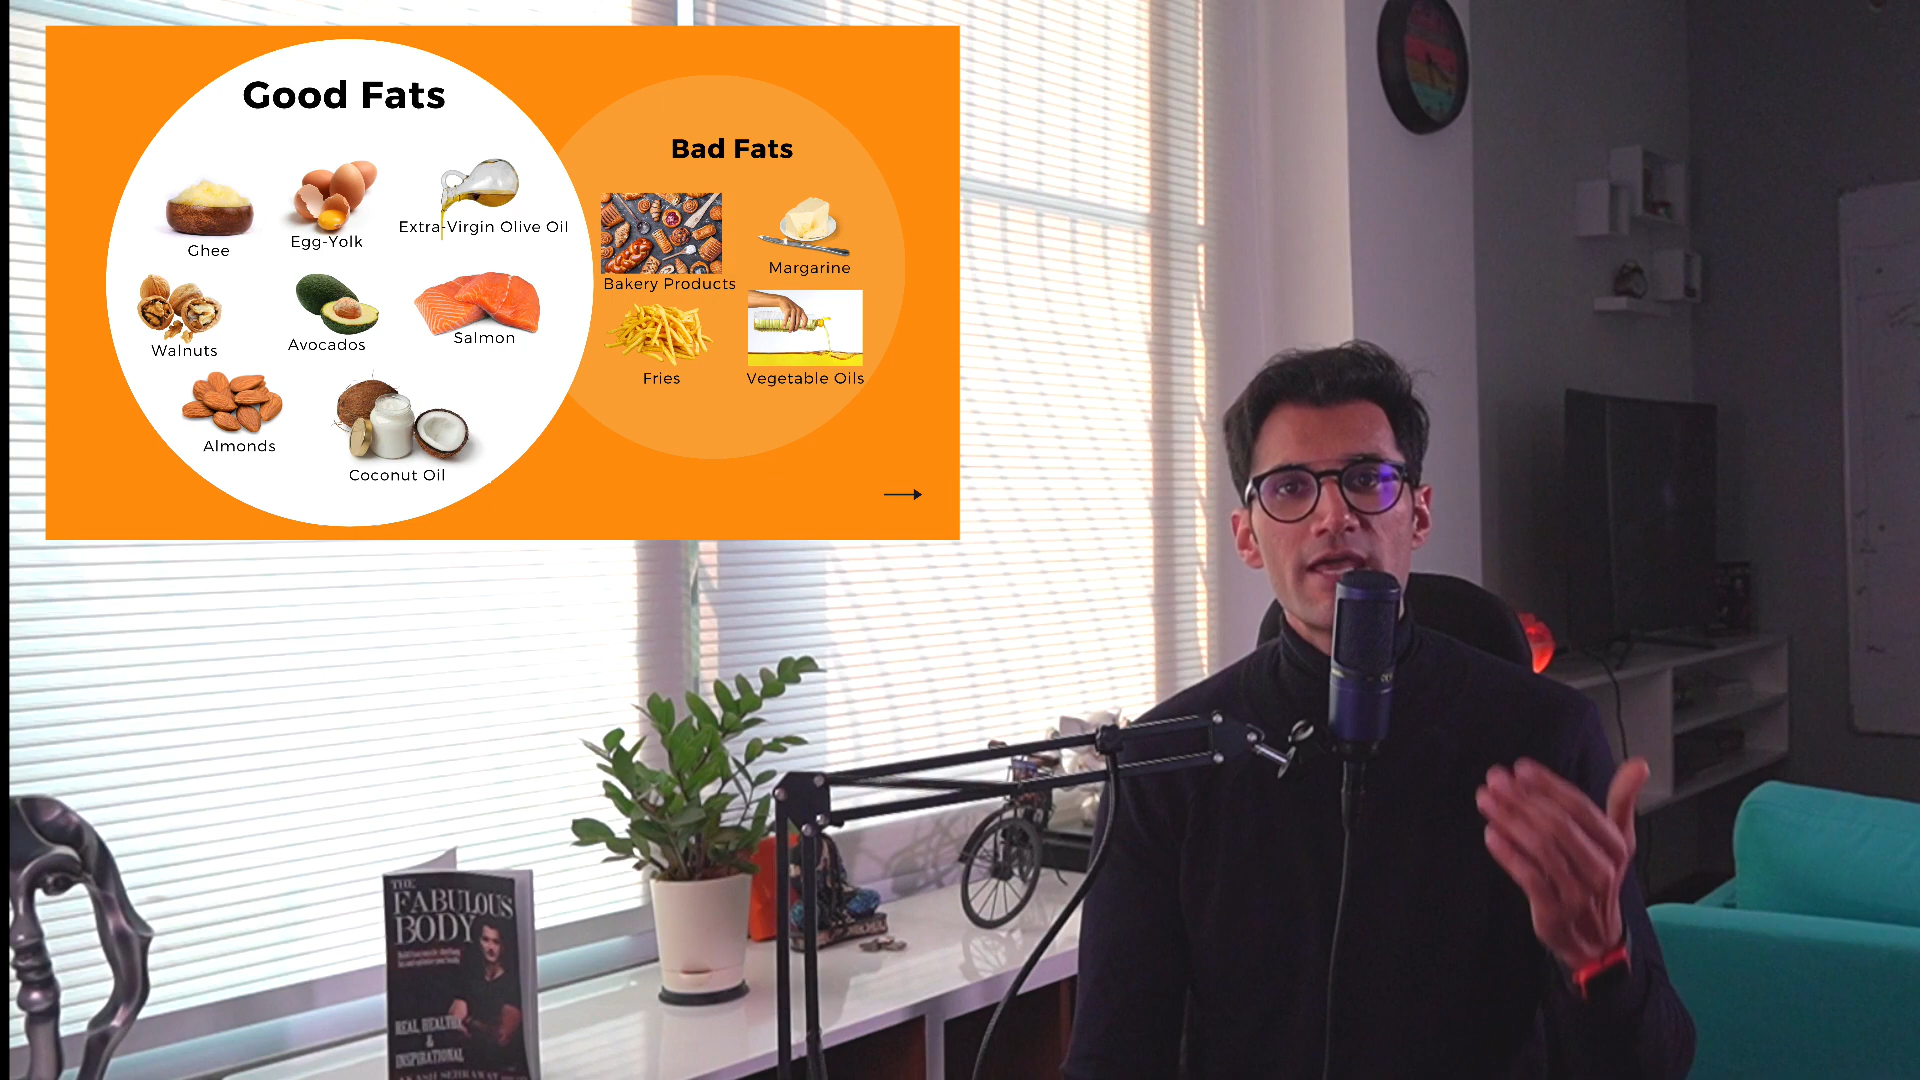 Good Fats
Bad Fats
Ghee
Egg-Yolk
Extra-Virgin Olive Oil
Walnuts
Avocados
Salmon
Almonds
Coconut Oil
Bakery Products
Margarine
Fries
Vegetable Oils
THE
FABULOUS
BODY
REAL, HEALTHY
&
INSPIRATIONAL